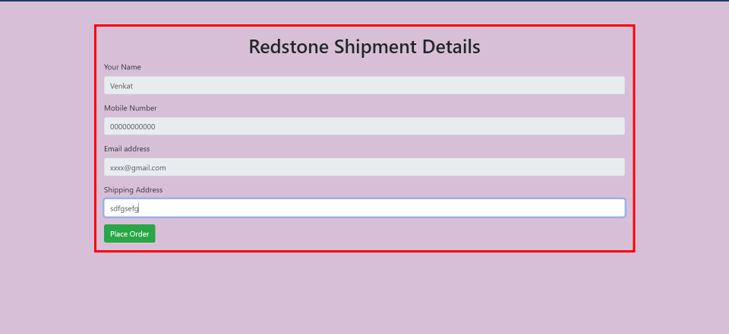 Redstone Shipment Details
Your Name
Venkat
Mobile Number
00000000000
Email address
xxxx@gmail.com
Shipping Address
sdfgsefg
Place Order